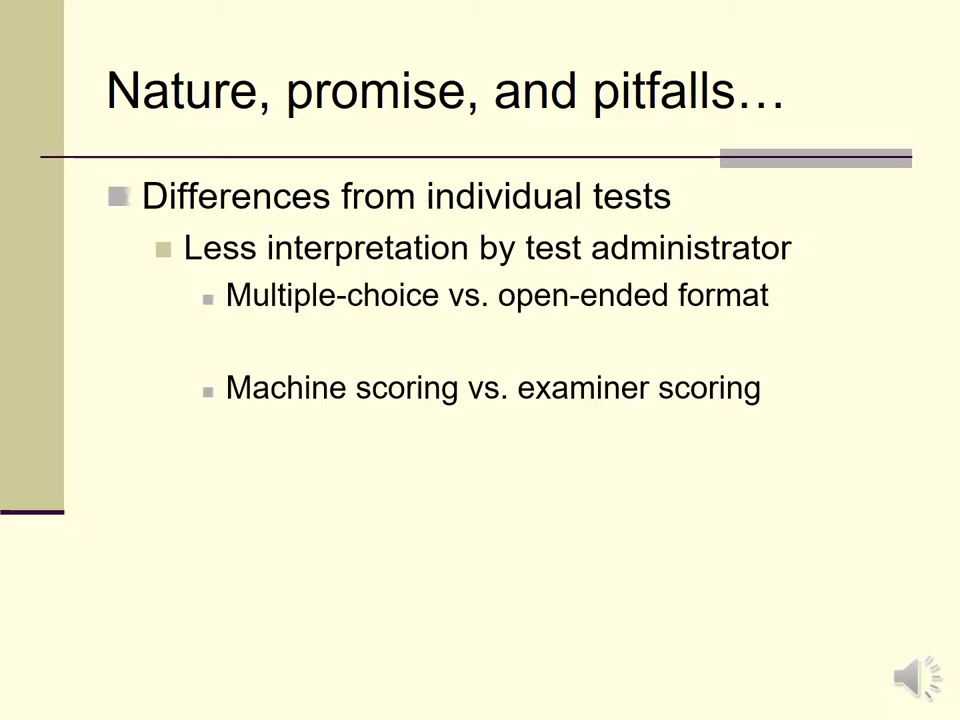 Nature, promise, and pitfalls…
Differences from individual tests
Less interpretation by test administrator
Multiple-choice vs. open-ended format
Machine scoring vs. examiner scoring